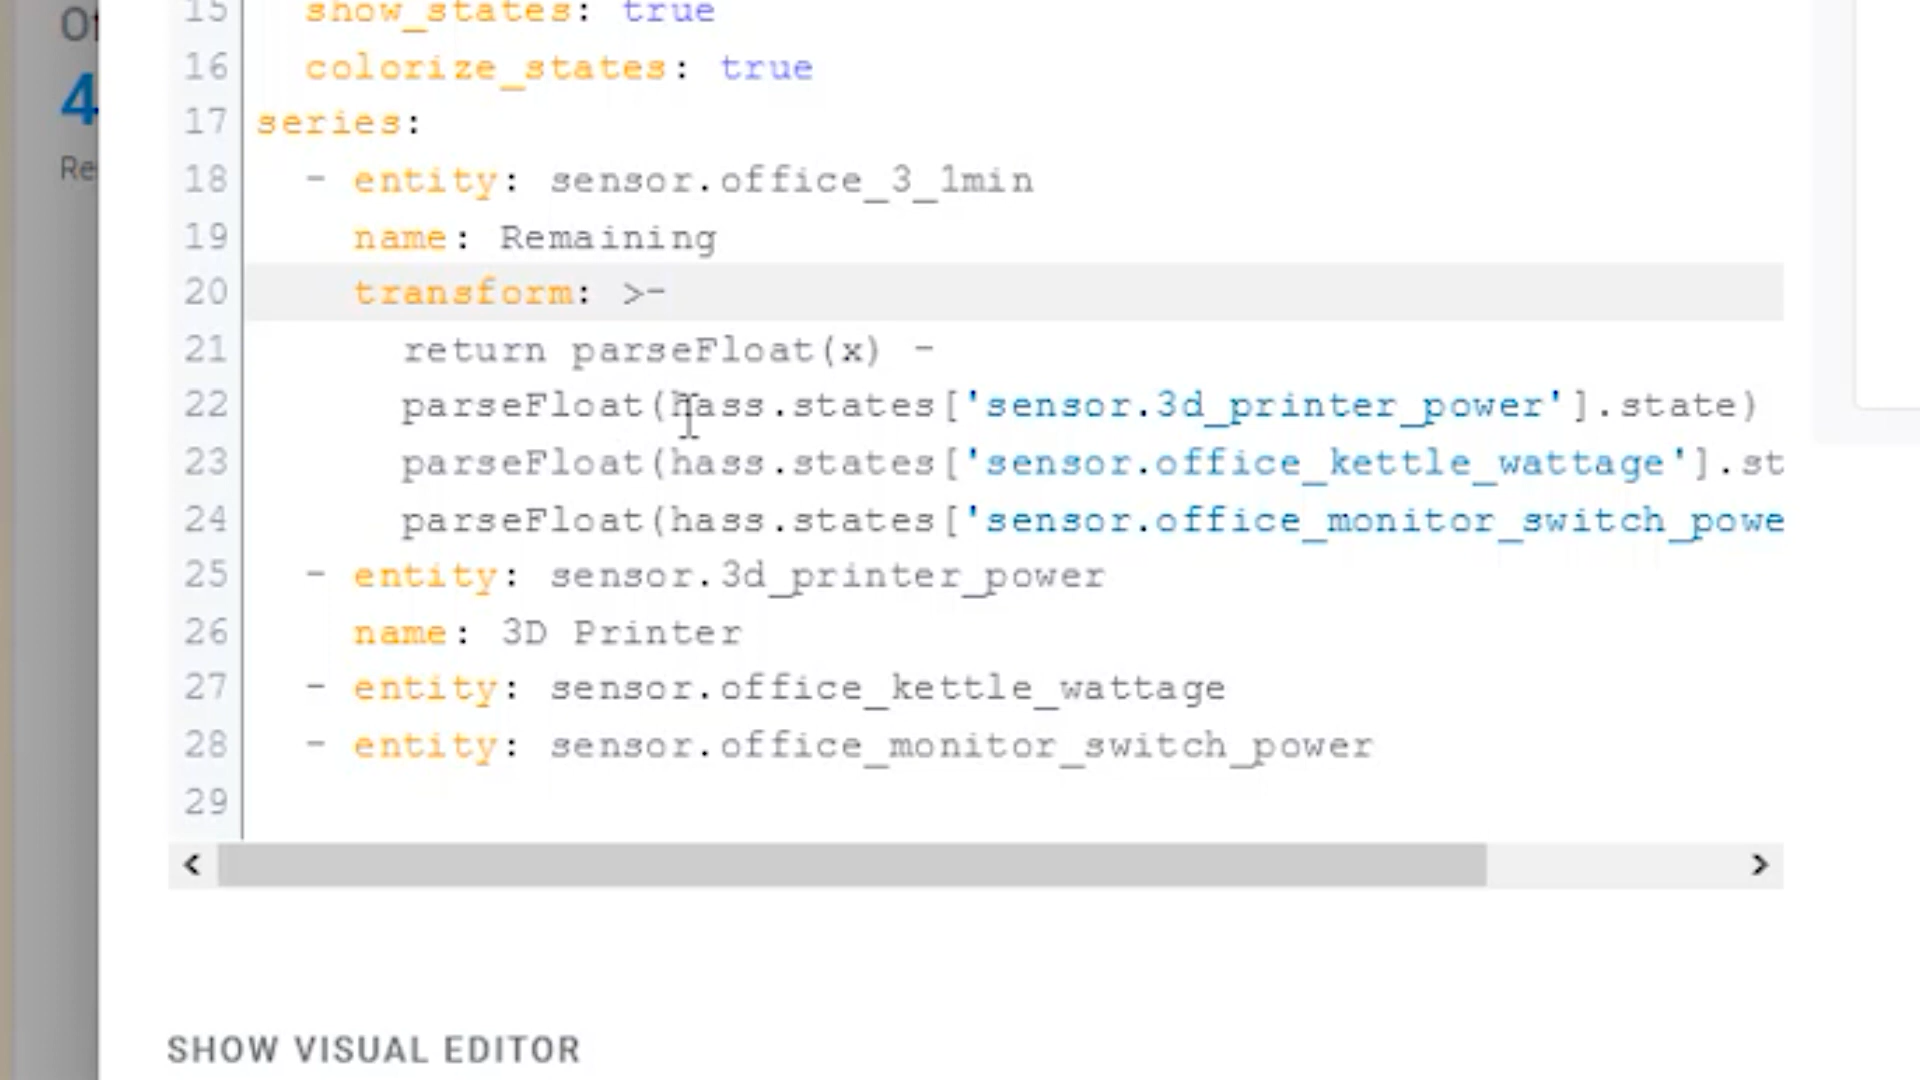 Of
4
Re
15 show_states: true
16 colorize_states: true
17 series:
18 - entity: sensor.office_3_1min
19 name: Remaining
20 transform: >-
21 return parseFloat(x) -
22 parseFloat(hass.states['sensor.3d_printer_power'].state)
23 parseFloat(hass.states['sensor.office_kettle_wattage'].st
24 parseFloat(hass.states['sensor.office_monitor_switch_powe
25 - entity: sensor.3d_printer_power
26 name: 3D Printer
27 - entity: sensor.office_kettle_wattage
28 - entity: sensor.office_monitor_switch_power
29
SHOW VISUAL EDITOR